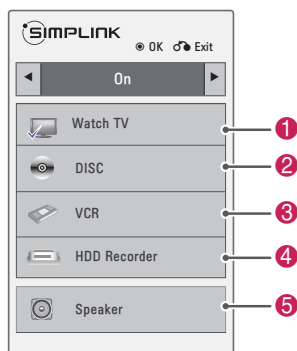 SIMPLINK
OK Exit
◄ On ►
Watch TV 1
DISC 2
VCR 3
HDD Recorder 4
Speaker 5